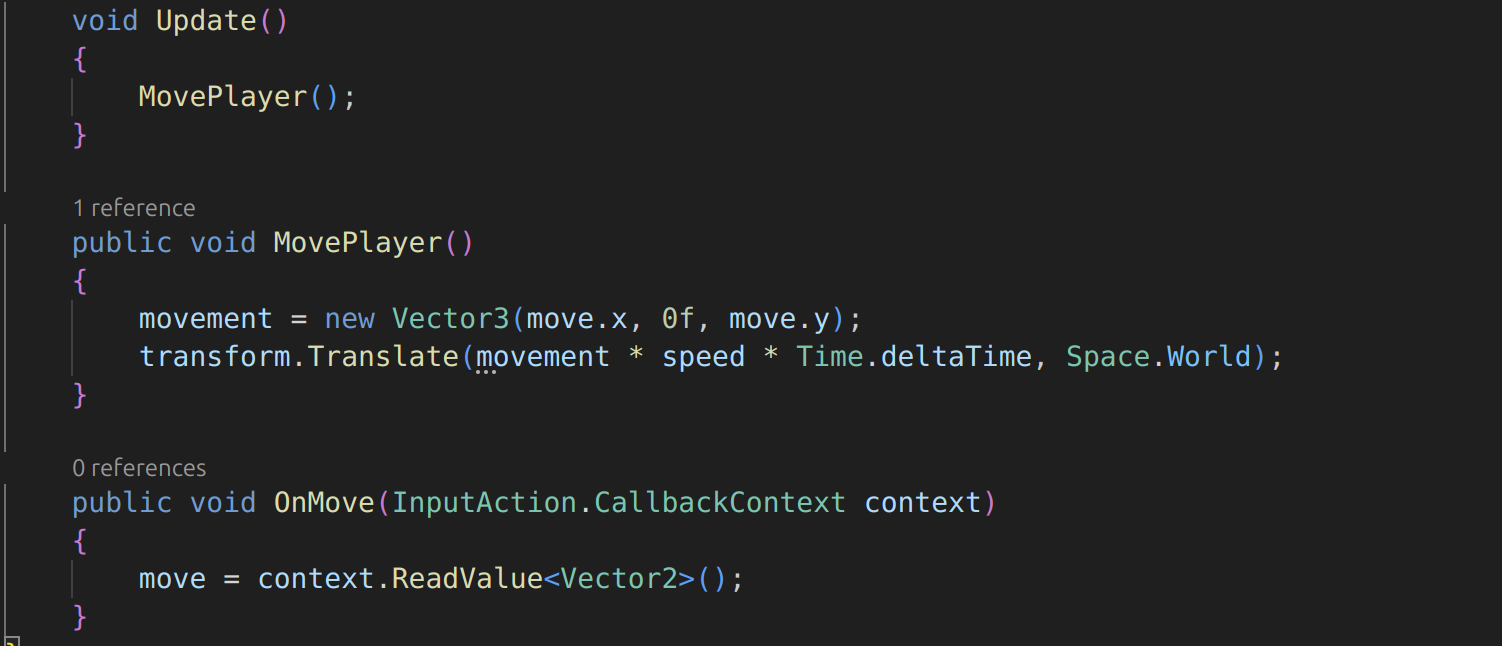 void Update()
{
MovePlayer();
}
1 reference
public void MovePlayer()
{
movement = new Vector3(move.x, 0f, move.y);
transform.Translate(movement * speed * Time.deltaTime, Space.World);
}
0 references
public void OnMove(InputAction.CallbackContext context)
{
move = context.ReadValue<Vector2>();
}